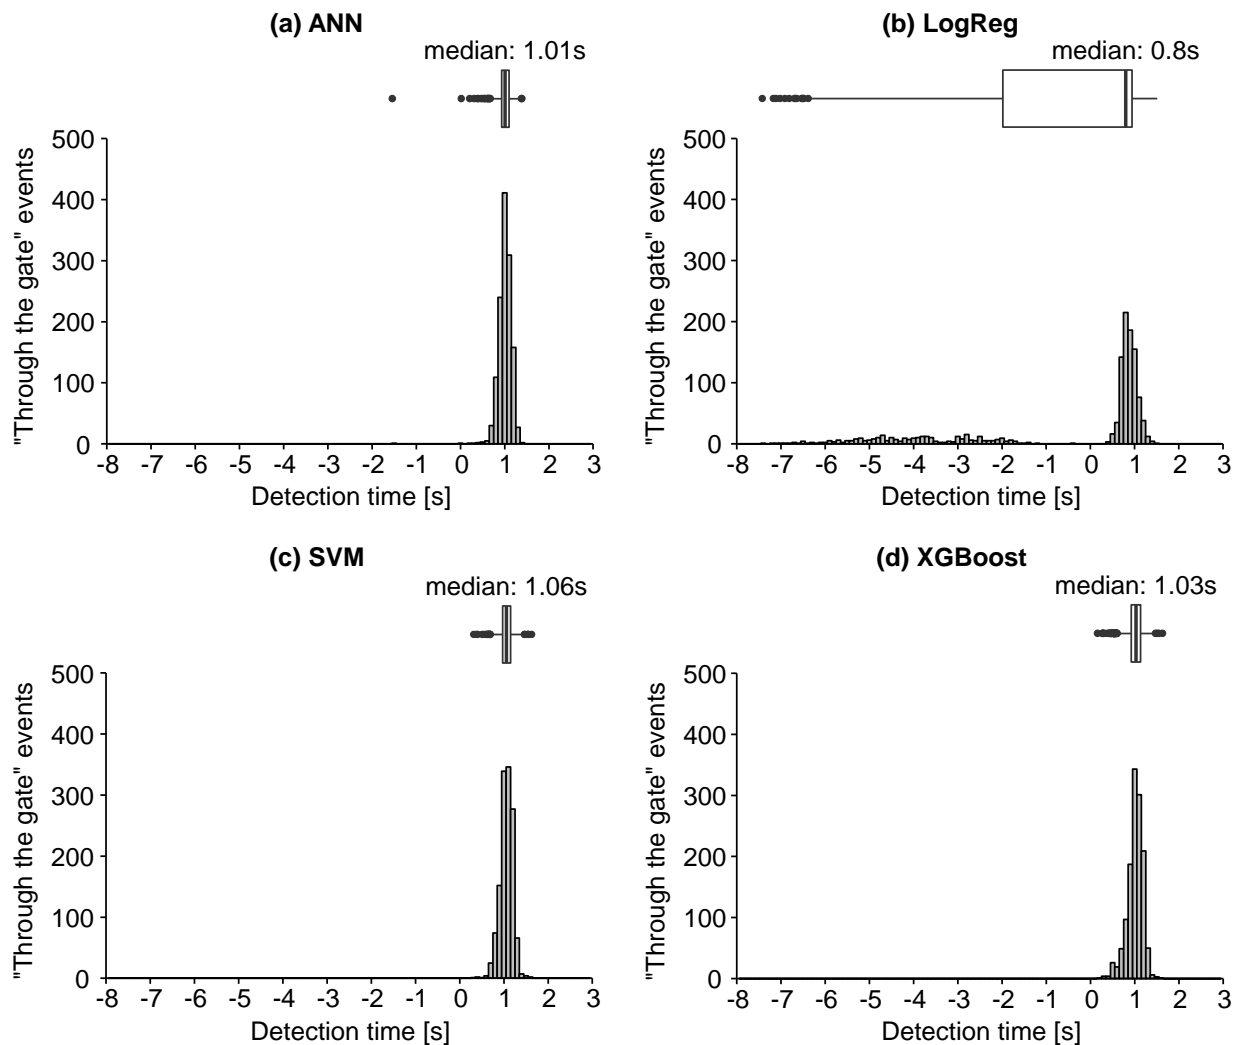 (a) ANN
median: 1.01s
500
400
300
200
100
0
"Through the gate" events
-8 -7 -6 -5 -4 -3 -2 -1 0 1 2 3
Detection time [s]
(b) LogReg
median: 0.8s
500
400
300
200
100
0
"Through the gate" events
-8 -7 -6 -5 -4 -3 -2 -1 0 1 2 3
Detection time [s]
(c) SVM
median: 1.06s
500
400
300
200
100
0
"Through the gate" events
-8 -7 -6 -5 -4 -3 -2 -1 0 1 2 3
Detection time [s]
(d) XGBoost
median: 1.03s
500
400
300
200
100
0
"Through the gate" events
-8 -7 -6 -5 -4 -3 -2 -1 0 1 2 3
Detection time [s]